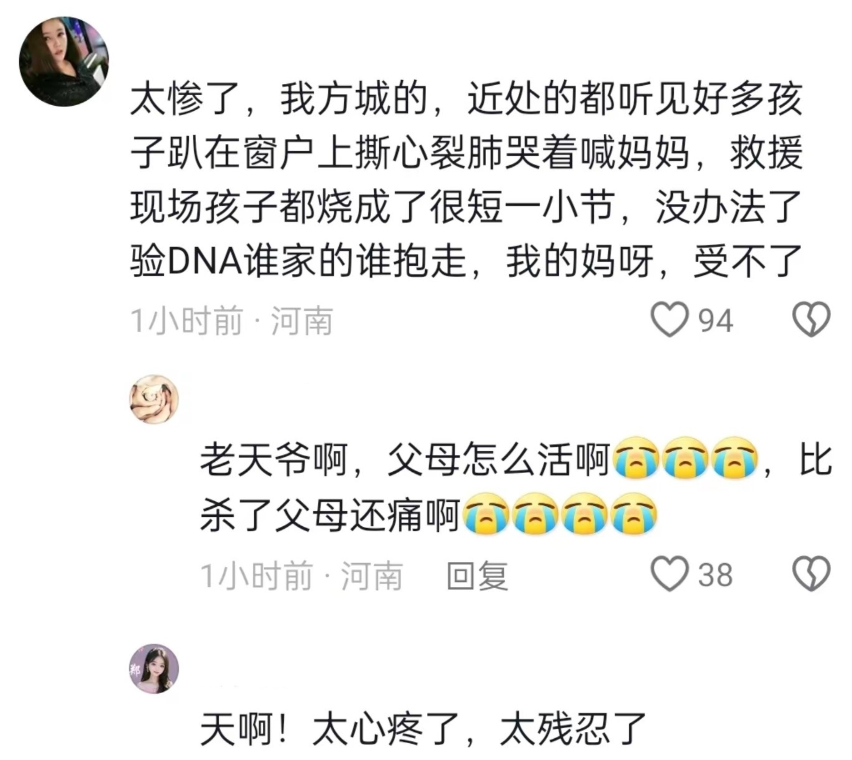 太惨了，我方城的，近处的都听见好多孩
子趴在窗户上撕心裂肺哭着喊妈妈，救援
现场孩子都烧成了很短一小节，没办法了
验DNA谁家的谁抱走，我的妈呀，受不了
1小时前 · 河南 94
老天爷啊，父母怎么活啊😭😭😭，比
杀了父母还痛啊😭😭😭😭
1小时前 · 河南 回复 38
郑
天啊！太心疼了，太残忍了